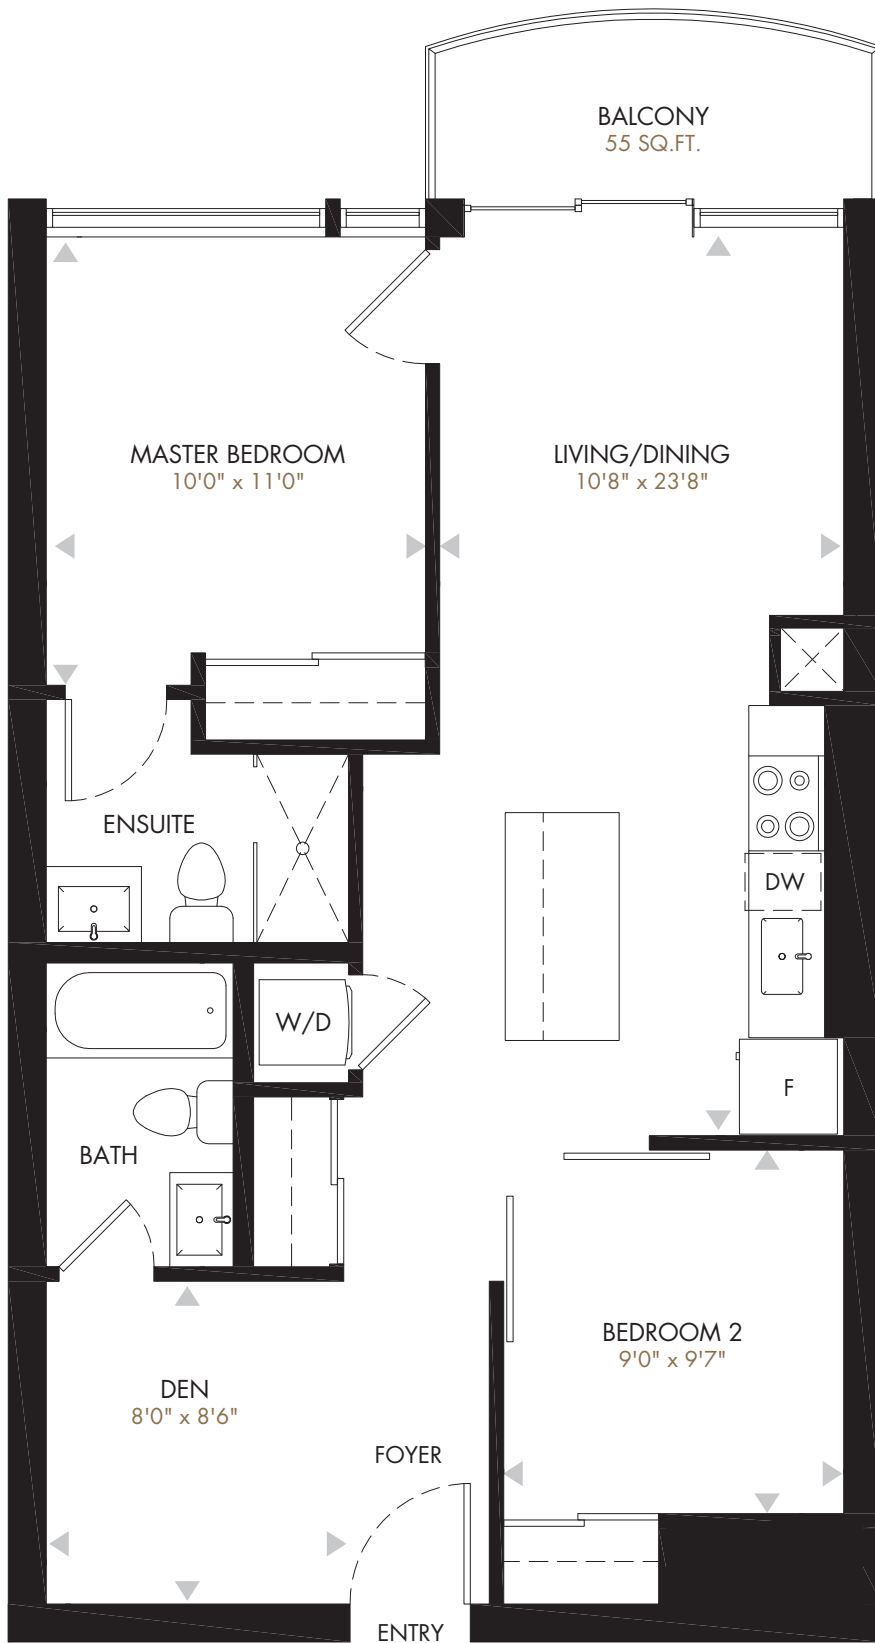 BALCONY
55 SQ.FT.
MASTER BEDROOM
10'0" x 11'0"
LIVING/DINING
10'8" x 23'8"
ENSUITE
DW
W/D
F
BATH
BEDROOM 2
9'0" x 9'7"
DEN
8'0" x 8'6"
FOYER
ENTRY